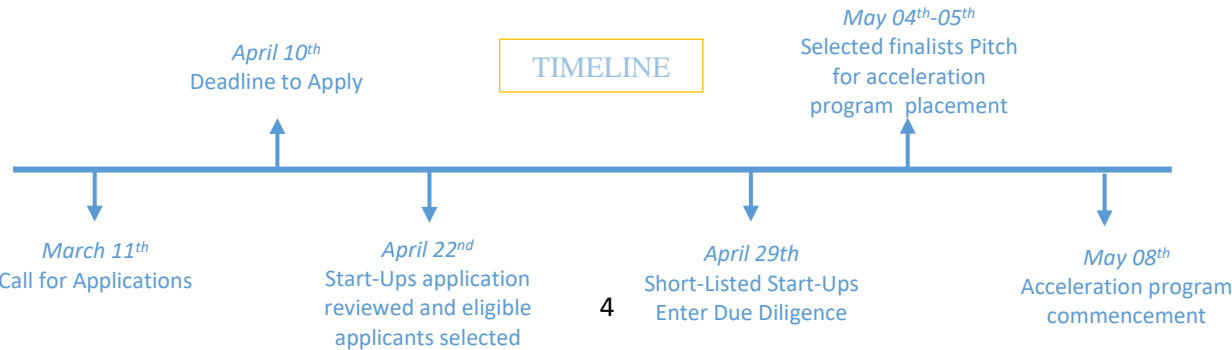 May 04th-05th
Selected finalists Pitch
for acceleration
program placement
April 10th
Deadline to Apply
TIMELINE
March 11th
Call for Applications
April 22nd
Start-Ups application
reviewed and eligible
applicants selected
4
April 29th
Short-Listed Start-Ups
Enter Due Diligence
May 08th
Acceleration program
commencement